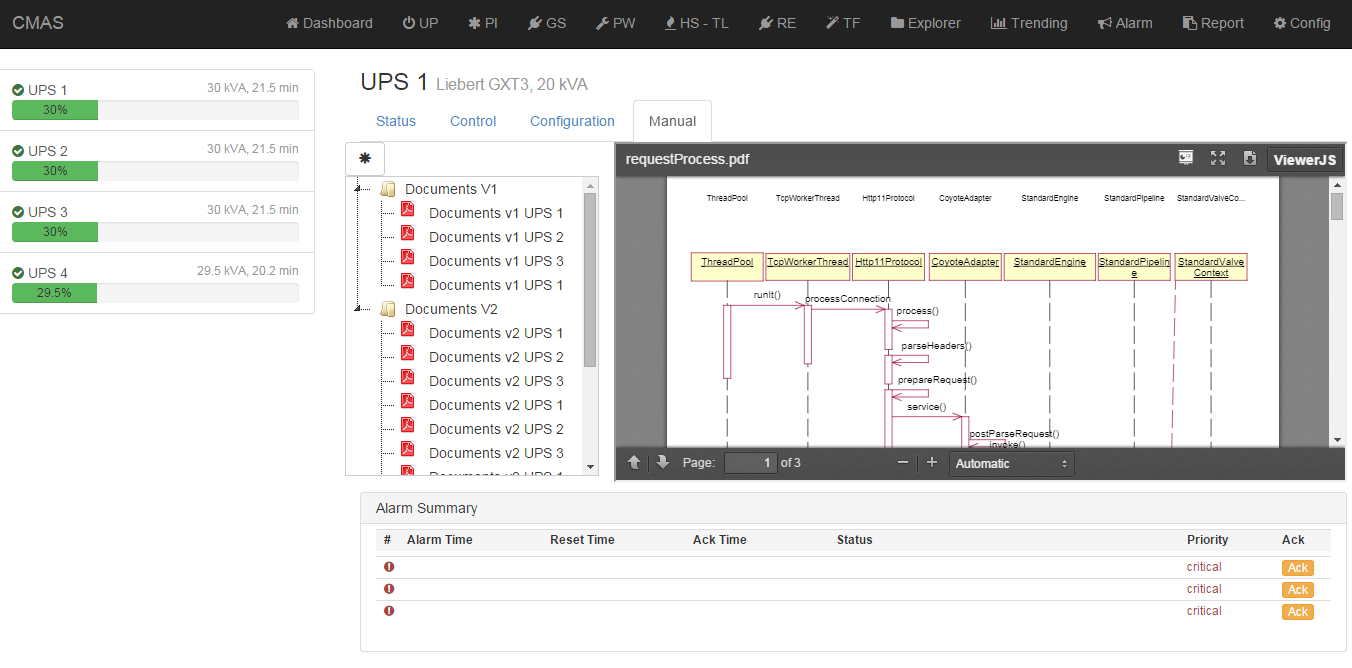 CMAS Dashboard UP PI GS PW HS - TL RE TF Explorer Trending Alarm Report Config
UPS 1 30 kVA, 21.5 min
30%
UPS 2 30 kVA, 21.5 min
30%
UPS 3 30 kVA, 21.5 min
30%
UPS 4 29.5 kVA, 20.2 min
29.5%
UPS 1 Liebert GXT3, 20 kVA
Status Control Configuration Manual
Documents V1
Documents v1 UPS 1
Documents v1 UPS 2
Documents v1 UPS 3
Documents v1 UPS 1
Documents V2
Documents v2 UPS 1
Documents v2 UPS 2
Documents v2 UPS 3
Documents v2 UPS 1
Documents v2 UPS 2
Documents v2 UPS 3
Documents v2 UPS 1
requestProcess.pdf ViewerJS
ThreadPool TcpWorkerThread Http11Protocol CoyoteAdapter StandardEngine StandardPipeline StandardValveCo...
ThreadPool TcpWorkerThread Http11Protocol CoyoteAdapter StandardEngine StandardPipelin StandardValve
e Context
runIt() processConnection
process()
parseHeaders()
prepareRequest()
service()
postParseRequest()
invoke()
Page: 1 of 3 Automatic
Alarm Summary
# Alarm Time Reset Time Ack Time Status Priority Ack
critical Ack
critical Ack
critical Ack